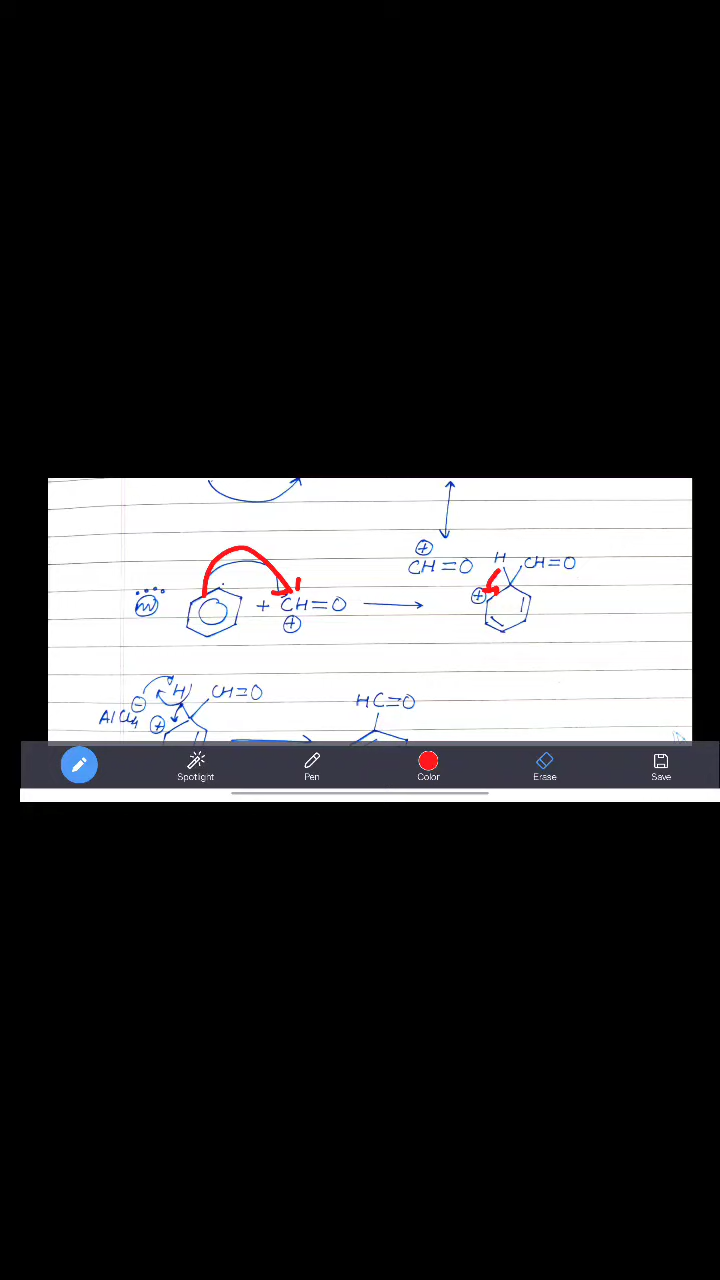 ⊕
CH=O
H CH=O
+ CH=O
⊕
⊕
H CH=O
HC=O
AlCl4 ⊖
⊕
Spotlight Pen Color Erase Save